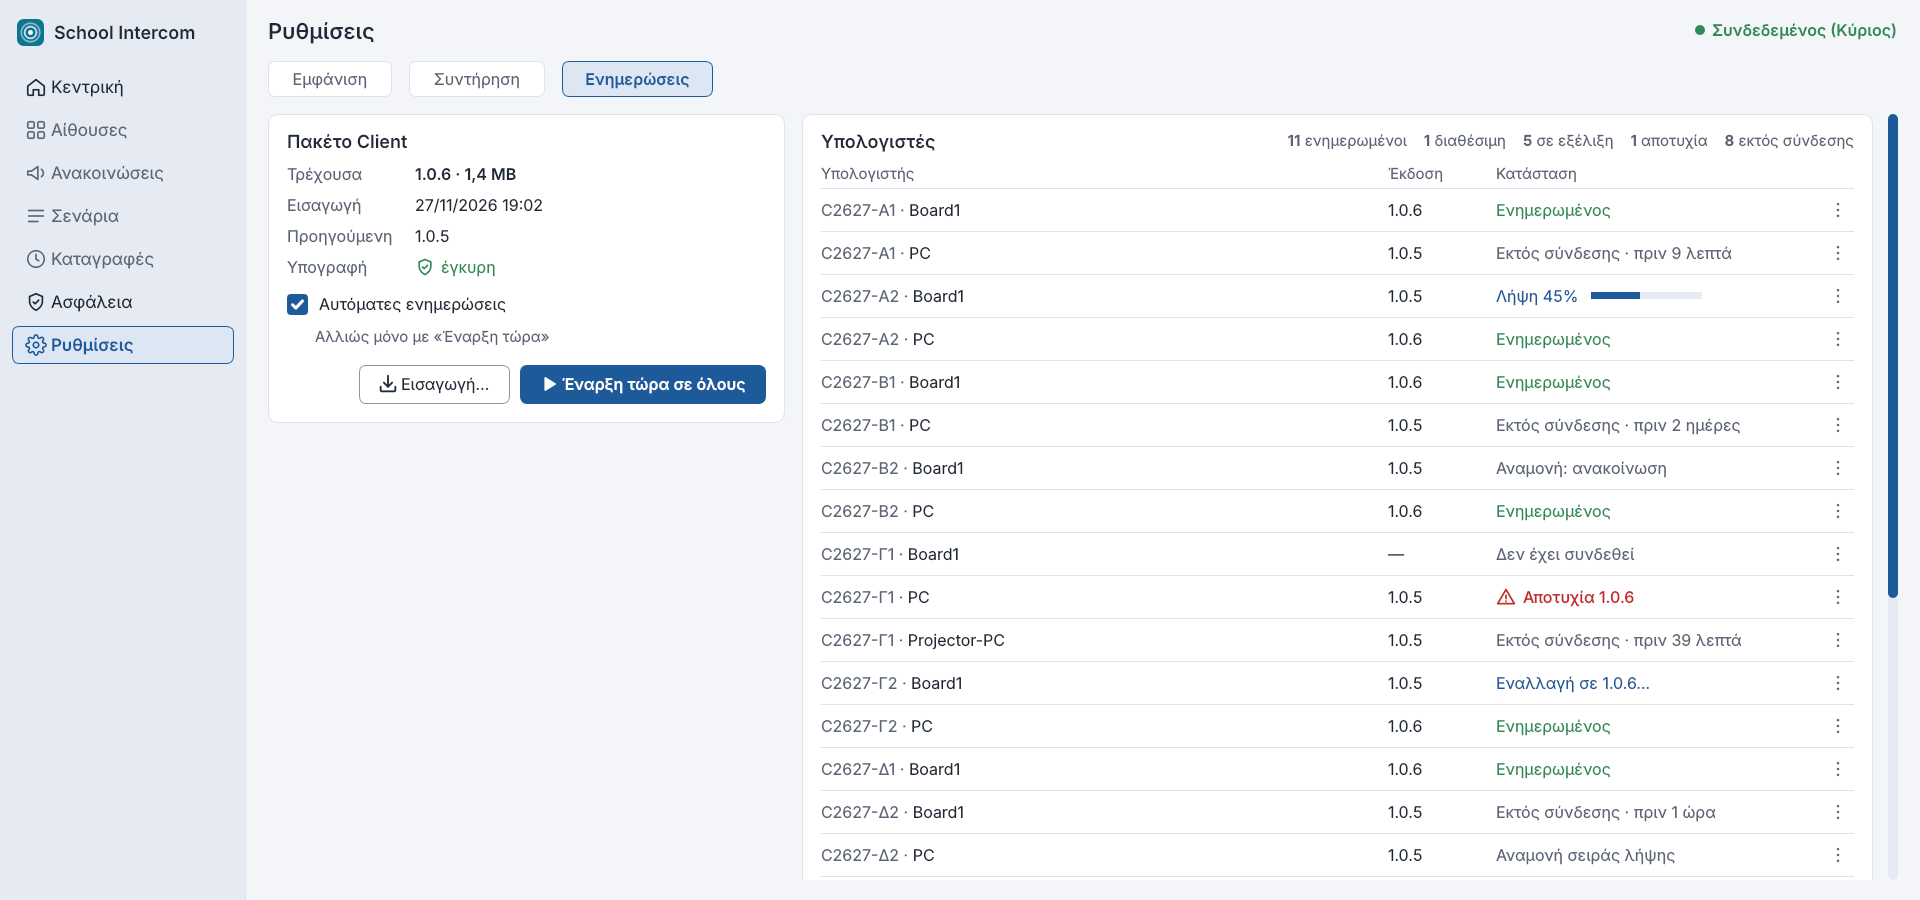 School Intercom
Κεντρική
Αίθουσες
Ανακοινώσεις
Σενάρια
Καταγραφές
Ασφάλεια
Ρυθμίσεις
Ρυθμίσεις
Συνδεδεμένος (Κύριος)
Εμφάνιση
Συντήρηση
Ενημερώσεις
Πακέτο Client
Τρέχουσα 1.0.6 · 1,4 MB
Εισαγωγή 27/11/2026 19:02
Προηγούμενη 1.0.5
Υπογραφή έγκυρη
Αυτόματες ενημερώσεις
Αλλιώς μόνο με «Έναρξη τώρα»
Εισαγωγή...
Έναρξη τώρα σε όλους
Υπολογιστές
11 ενημερωμένοι 1 διαθέσιμη 5 σε εξέλιξη 1 αποτυχία 8 εκτός σύνδεσης
Υπολογιστής Έκδοση Κατάσταση
C2627-A1 · Board1 1.0.6 Ενημερωμένος
C2627-A1 · PC 1.0.5 Εκτός σύνδεσης · πριν 9 λεπτά
C2627-A2 · Board1 1.0.5 Λήψη 45%
C2627-A2 · PC 1.0.6 Ενημερωμένος
C2627-B1 · Board1 1.0.6 Ενημερωμένος
C2627-B1 · PC 1.0.5 Εκτός σύνδεσης · πριν 2 ημέρες
C2627-B2 · Board1 1.0.5 Αναμονή: ανακοίνωση
C2627-B2 · PC 1.0.6 Ενημερωμένος
C2627-Γ1 · Board1 — Δεν έχει συνδεθεί
C2627-Γ1 · PC 1.0.5 Αποτυχία 1.0.6
C2627-Γ1 · Projector-PC 1.0.5 Εκτός σύνδεσης · πριν 39 λεπτά
C2627-Γ2 · Board1 1.0.5 Εναλλαγή σε 1.0.6...
C2627-Γ2 · PC 1.0.6 Ενημερωμένος
C2627-Δ1 · Board1 1.0.6 Ενημερωμένος
C2627-Δ2 · Board1 1.0.5 Εκτός σύνδεσης · πριν 1 ώρα
C2627-Δ2 · PC 1.0.5 Αναμονή σειράς λήψης